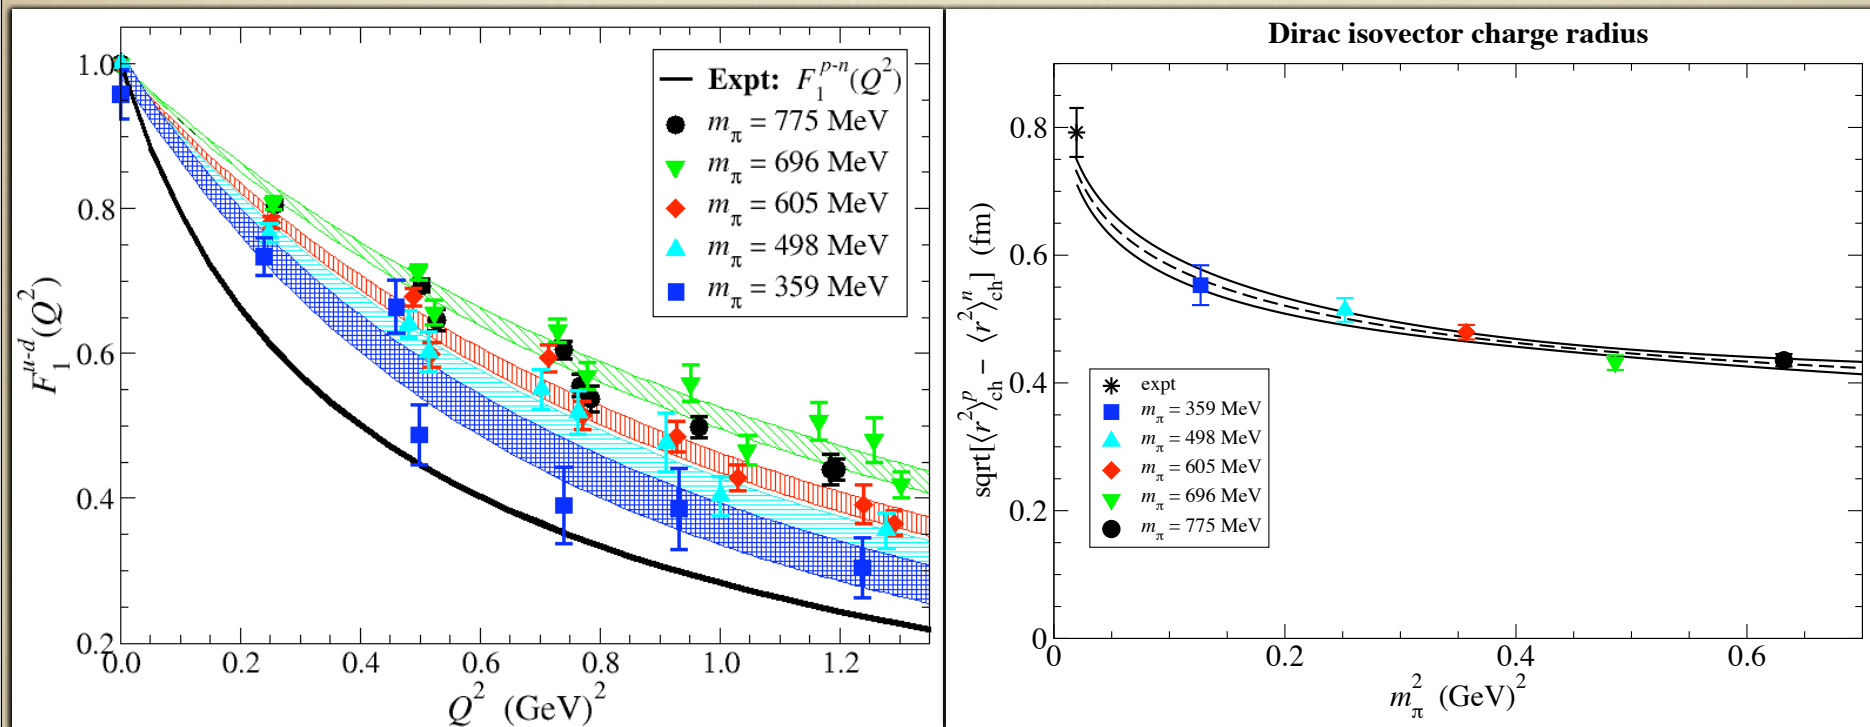 Expt: F₁ᵖ⁻ⁿ(Q²)
mπ = 775 MeV
mπ = 696 MeV
mπ = 605 MeV
mπ = 498 MeV
mπ = 359 MeV
F₁ᵘ⁻ᵈ(Q²)
1.0
0.8
0.6
0.4
0.2
0.0 0.2 0.4 0.6 0.8 1.0 1.2
Q² (GeV)²
Dirac isovector charge radius
sqrt[⟨r²⟩ᵖch − ⟨r²⟩ⁿch] (fm)
0.8
0.6
0.4
0.2
0
expt
mπ = 359 MeV
mπ = 498 MeV
mπ = 605 MeV
mπ = 696 MeV
mπ = 775 MeV
0 0.2 0.4 0.6
mπ² (GeV)²